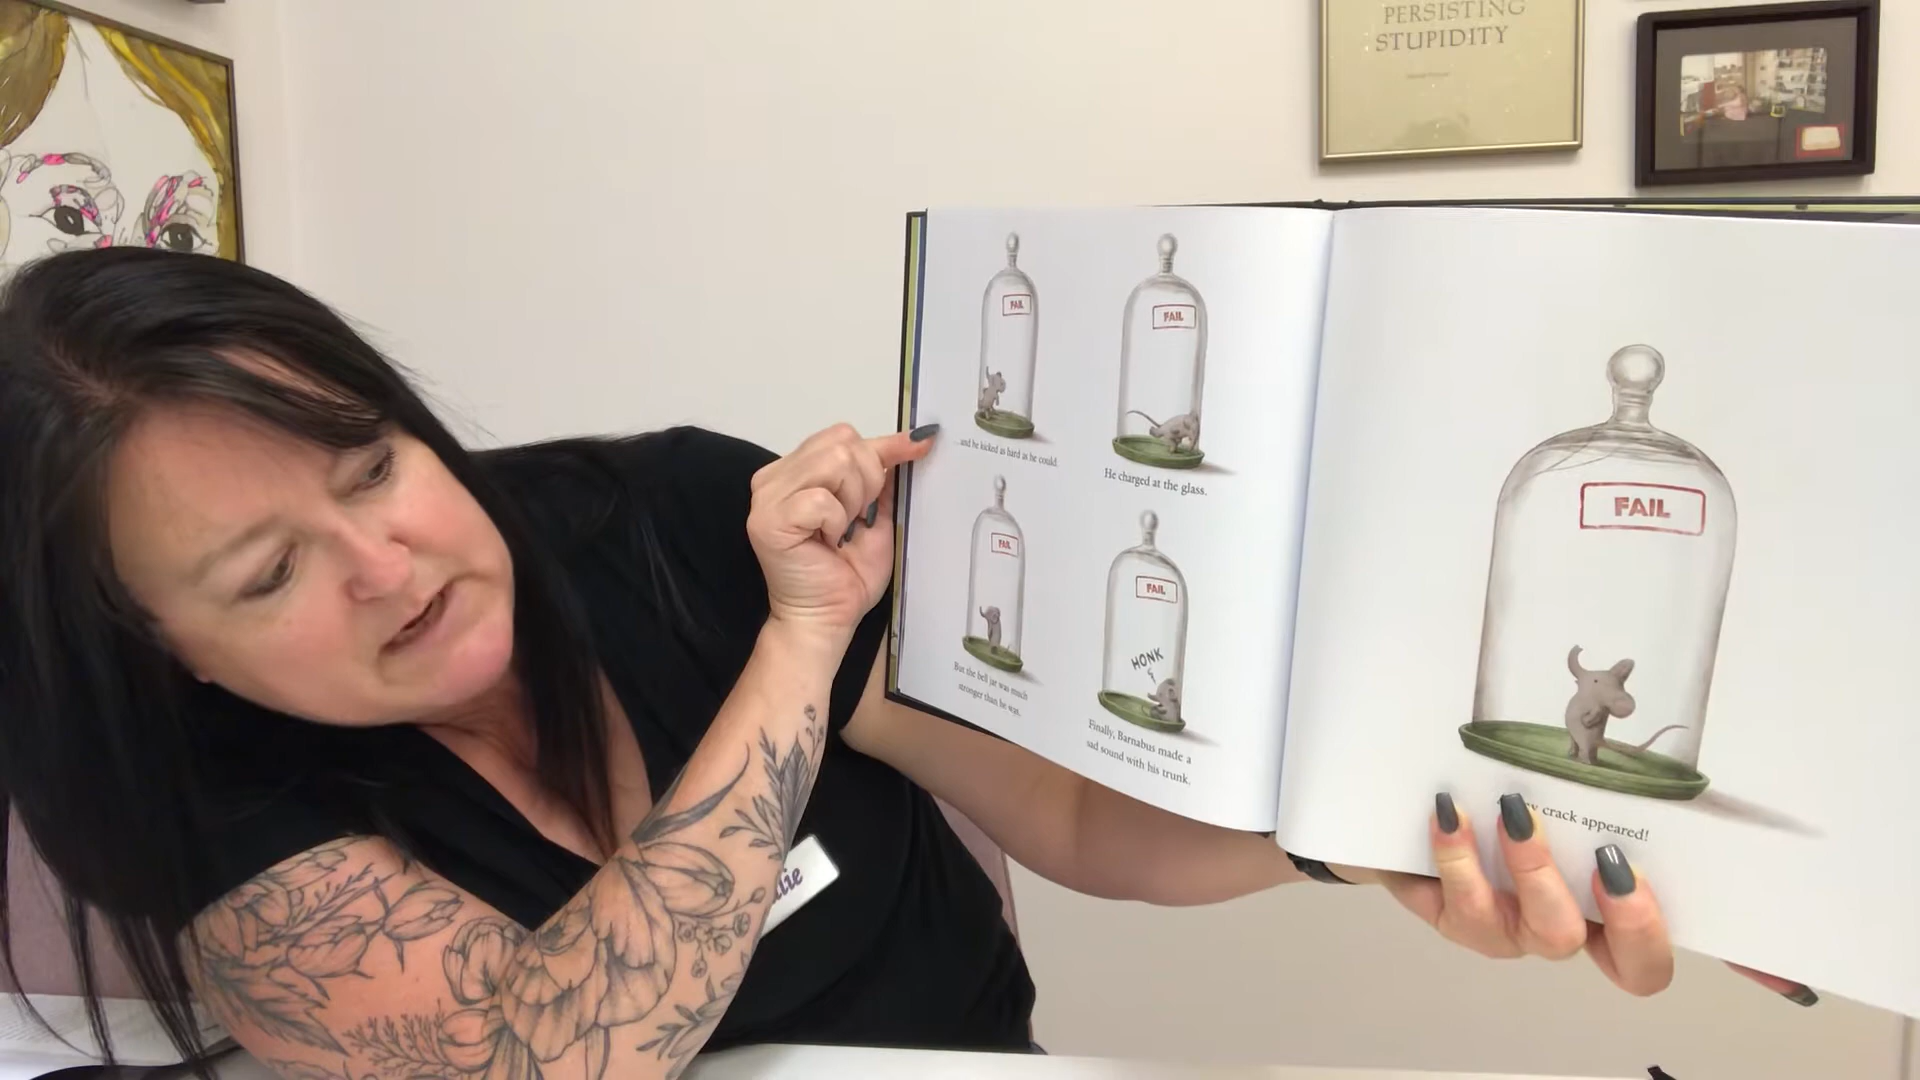 PERSISTING
STUPIDITY
FAIL
...and he kicked as hard as he could.
FAIL
He charged at the glass.
FAIL
But the bell jar was much
stronger than he was.
FAIL
HONK
Finally, Barnabus made a
sad sound with his trunk.
FAIL
crack appeared!